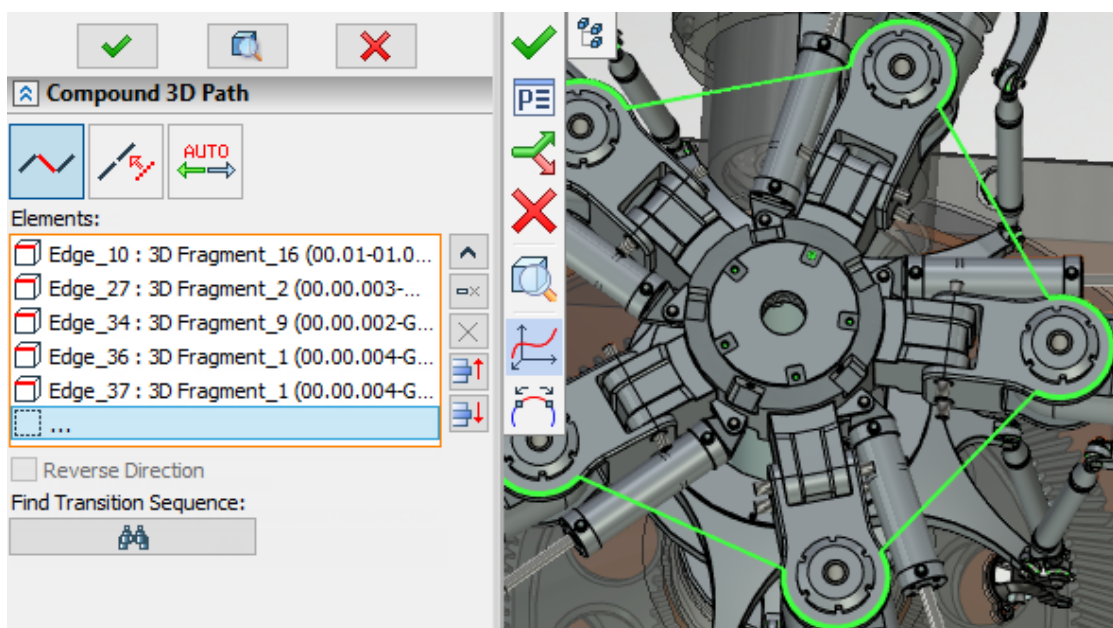 Compound 3D Path
AUTO
Elements:
Edge_10 : 3D Fragment_16 (00.01-01.0...
Edge_27 : 3D Fragment_2 (00.00.003-...
Edge_34 : 3D Fragment_9 (00.00.002-G...
Edge_36 : 3D Fragment_1 (00.00.004-G...
Edge_37 : 3D Fragment_1 (00.00.004-G...
...
Reverse Direction
Find Transition Sequence: